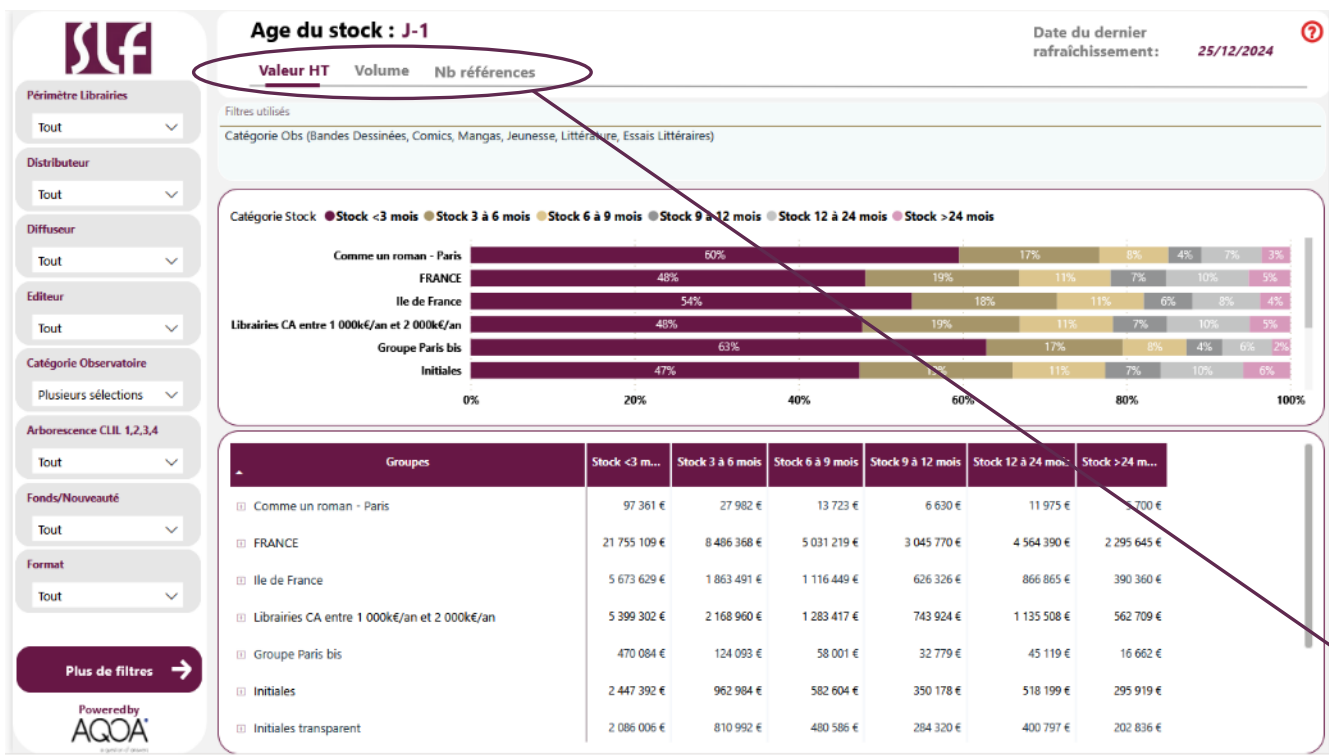 SLF
Age du stock : J-1
Date du dernier rafraîchissement: 25/12/2024
?
Valeur HT Volume Nb références
Périmètre Librairies
Tout
Distributeur
Tout
Diffuseur
Tout
Editeur
Tout
Catégorie Observatoire
Plusieurs sélections
Arborescence CLIL 1,2,3,4
Tout
Fonds/Nouveauté
Tout
Format
Tout
Plus de filtres
Powered by
AQOA
Filtres utilisés
Catégorie Obs (Bandes Dessinées, Comics, Mangas, Jeunesse, Littérature, Essais Littéraires)
Catégorie Stock Stock <3 mois Stock 3 à 6 mois Stock 6 à 9 mois Stock 9 à 12 mois Stock 12 à 24 mois Stock >24 mois
Comme un roman - Paris 60% 17% 8% 4% 7% 3%
FRANCE 48% 19% 11% 7% 10% 5%
Ile de France 54% 18% 11% 6% 8% 4%
Librairies CA entre 1 000k€/an et 2 000k€/an 48% 19% 11% 7% 10% 5%
Groupe Paris bis 63% 17% 8% 4% 6% 2%
Initiales 47% 11% 7% 10% 6%
0% 20% 40% 60% 80% 100%
Groupes Stock <3 m... Stock 3 à 6 mois Stock 6 à 9 mois Stock 9 à 12 mois Stock 12 à 24 mois Stock >24 m...
Comme un roman - Paris 97 361 € 27 982 € 13 723 € 6 630 € 11 975 € 700 €
FRANCE 21 755 109 € 8 486 368 € 5 031 219 € 3 045 770 € 4 564 390 € 2 295 645 €
Ile de France 5 673 629 € 1 863 491 € 1 116 449 € 626 326 € 866 865 € 390 360 €
Librairies CA entre 1 000k€/an et 2 000k€/an 5 399 302 € 2 168 960 € 1 283 417 € 743 924 € 1 135 508 € 562 709 €
Groupe Paris bis 470 084 € 124 093 € 58 001 € 32 779 € 45 119 € 16 662 €
Initiales 2 447 392 € 962 984 € 582 604 € 350 178 € 518 199 € 295 919 €
Initiales transparent 2 086 006 € 810 992 € 480 586 € 284 320 € 400 797 € 202 836 €